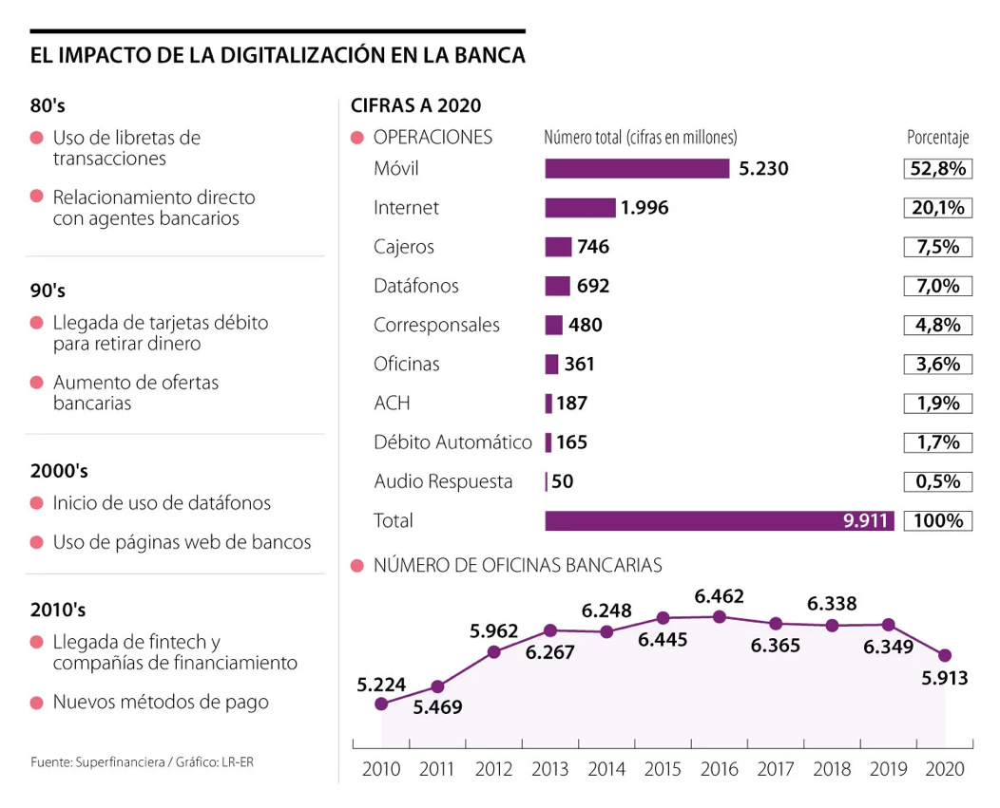 EL IMPACTO DE LA DIGITALIZACIÓN EN LA BANCA
80's
Uso de libretas de
transacciones
Relacionamiento directo
con agentes bancarios
90's
Llegada de tarjetas débito
para retirar dinero
Aumento de ofertas
bancarias
2000's
Inicio de uso de datáfonos
Uso de páginas web de bancos
2010's
Llegada de fintech y
compañías de financiamiento
Nuevos métodos de pago
Fuente: Superfinanciera / Gráfico: LR-ER
CIFRAS A 2020
OPERACIONES Número total (cifras en millones) Porcentaje
Móvil 5.230 52,8%
Internet 1.996 20,1%
Cajeros 746 7,5%
Datáfonos 692 7,0%
Corresponsales 480 4,8%
Oficinas 361 3,6%
ACH 187 1,9%
Débito Automático 165 1,7%
Audio Respuesta 50 0,5%
Total 9.911 100%
NÚMERO DE OFICINAS BANCARIAS
5.224 5.469 5.962 6.267 6.248 6.445 6.462 6.365 6.338 6.349 5.913
2010 2011 2012 2013 2014 2015 2016 2017 2018 2019 2020